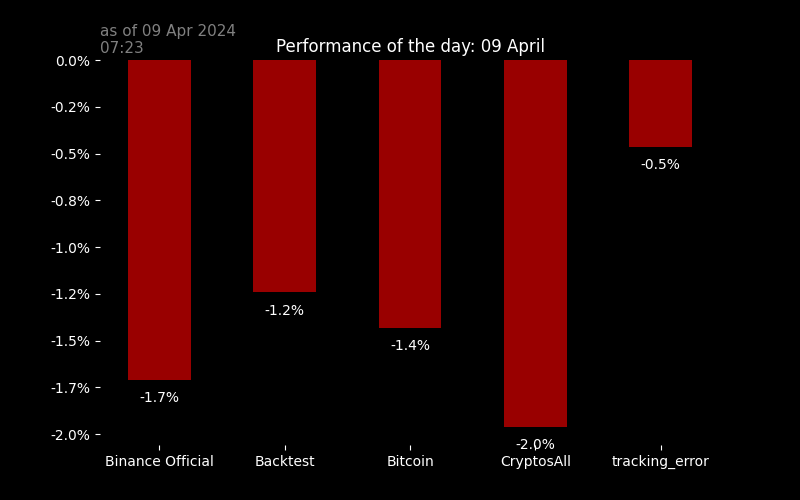 as of 09 Apr 2024
07:23
Performance of the day: 09 April
0.0%
-0.2%
-0.5%
-0.8%
-1.0%
-1.2%
-1.5%
-1.7%
-2.0%
-1.7%
-1.2%
-1.4%
-2.0%
-0.5%
Binance Official
Backtest
Bitcoin
CryptosAll
tracking_error